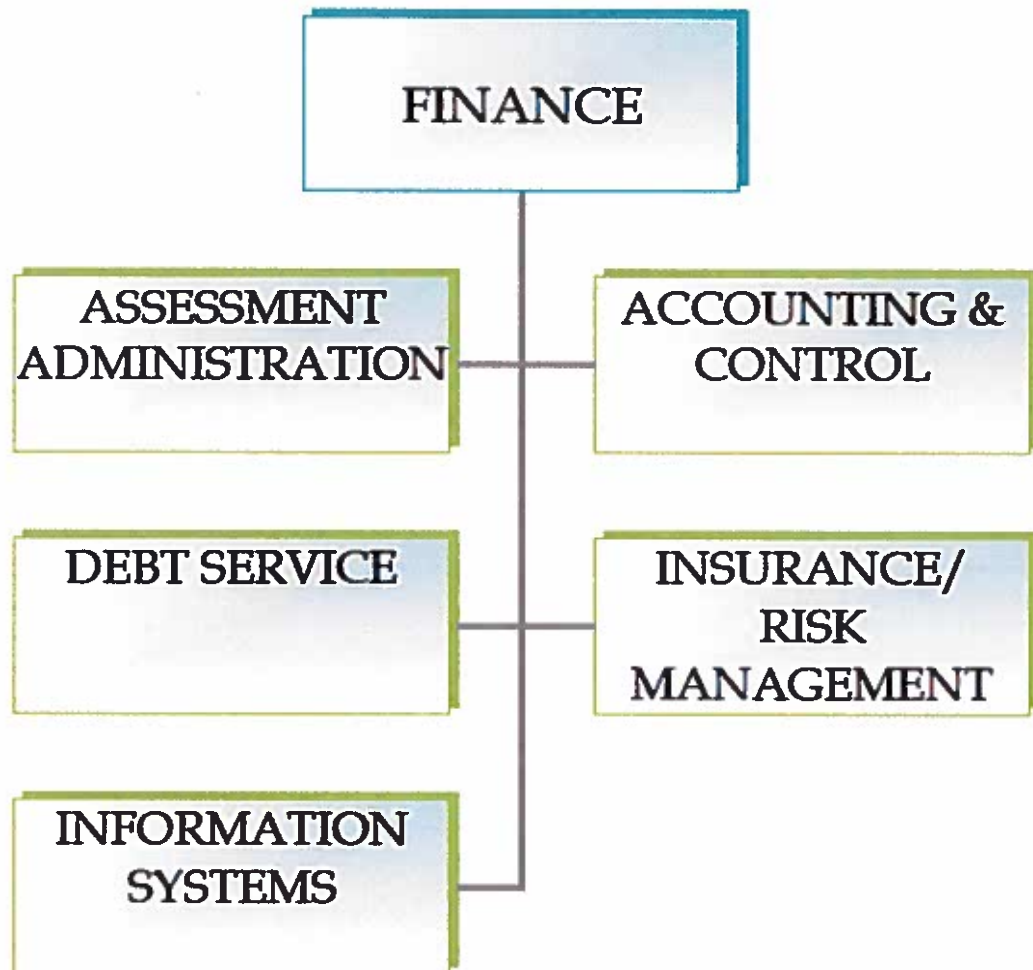 FINANCE
ASSESSMENT
ADMINISTRATION
ACCOUNTING &
CONTROL
DEBT SERVICE
INSURANCE/
RISK
MANAGEMENT
INFORMATION
SYSTEMS